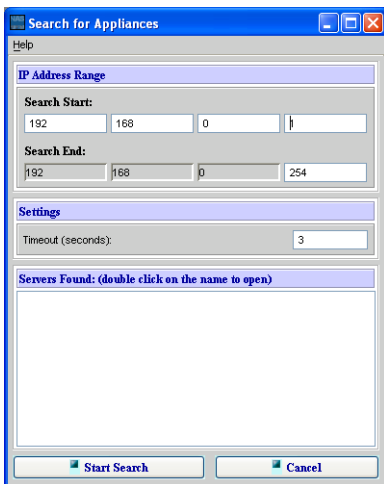 Search for Appliances
Help
IP Address Range
Search Start:
192 168 0 1
Search End:
192 168 0 254
Settings
Timeout (seconds): 3
Servers Found: (double click on the name to open)
Start Search Cancel